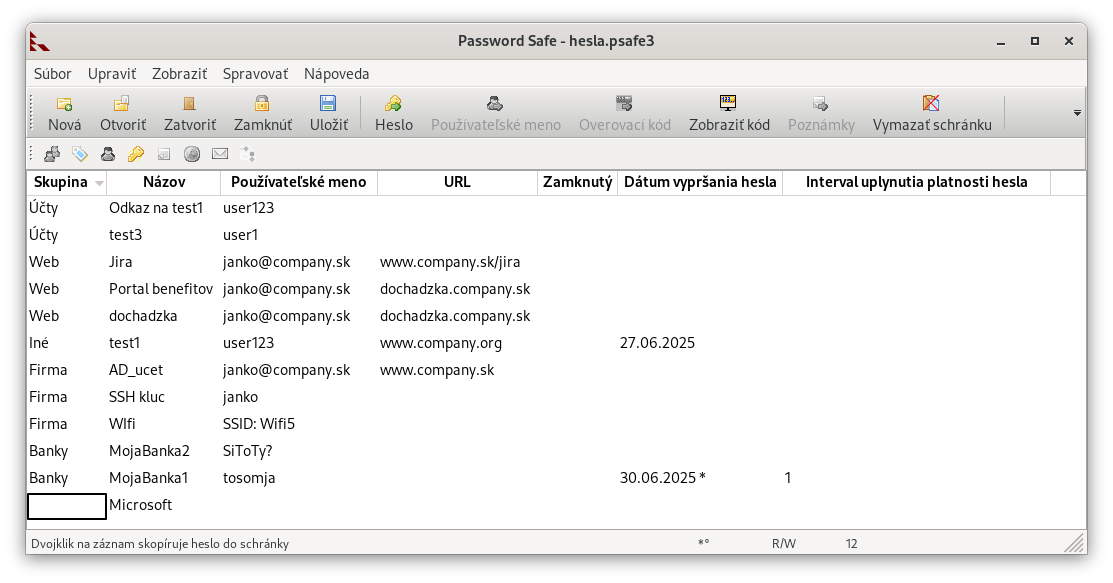 Password Safe - hesla.psafe3
Súbor Upraviť Zobraziť Spravovať Nápoveda
Nová Otvoriť Zatvoriť Zamknúť Uložiť Heslo Používateľské meno Overovací kód Zobraziť kód Poznámky Vymazať schránku
Skupina Názov Používateľské meno URL Zamknutý Dátum vypršania hesla Interval uplynutia platnosti hesla
Účty Odkaz na test1 user123
Účty test3 user1
Web Jira janko@company.sk www.company.sk/jira
Web Portal benefitov janko@company.sk dochadzka.company.sk
Web dochadzka janko@company.sk dochadzka.company.sk
Iné test1 user123 www.company.org 27.06.2025
Firma AD_ucet janko@company.sk www.company.sk
Firma SSH kluc janko
Firma WIfi SSID: Wifi5
Banky MojaBanka2 SiToTy?
Banky MojaBanka1 tosomja 30.06.2025 * 1
Microsoft
Dvojklik na záznam skopíruje heslo do schránky *° R/W 12